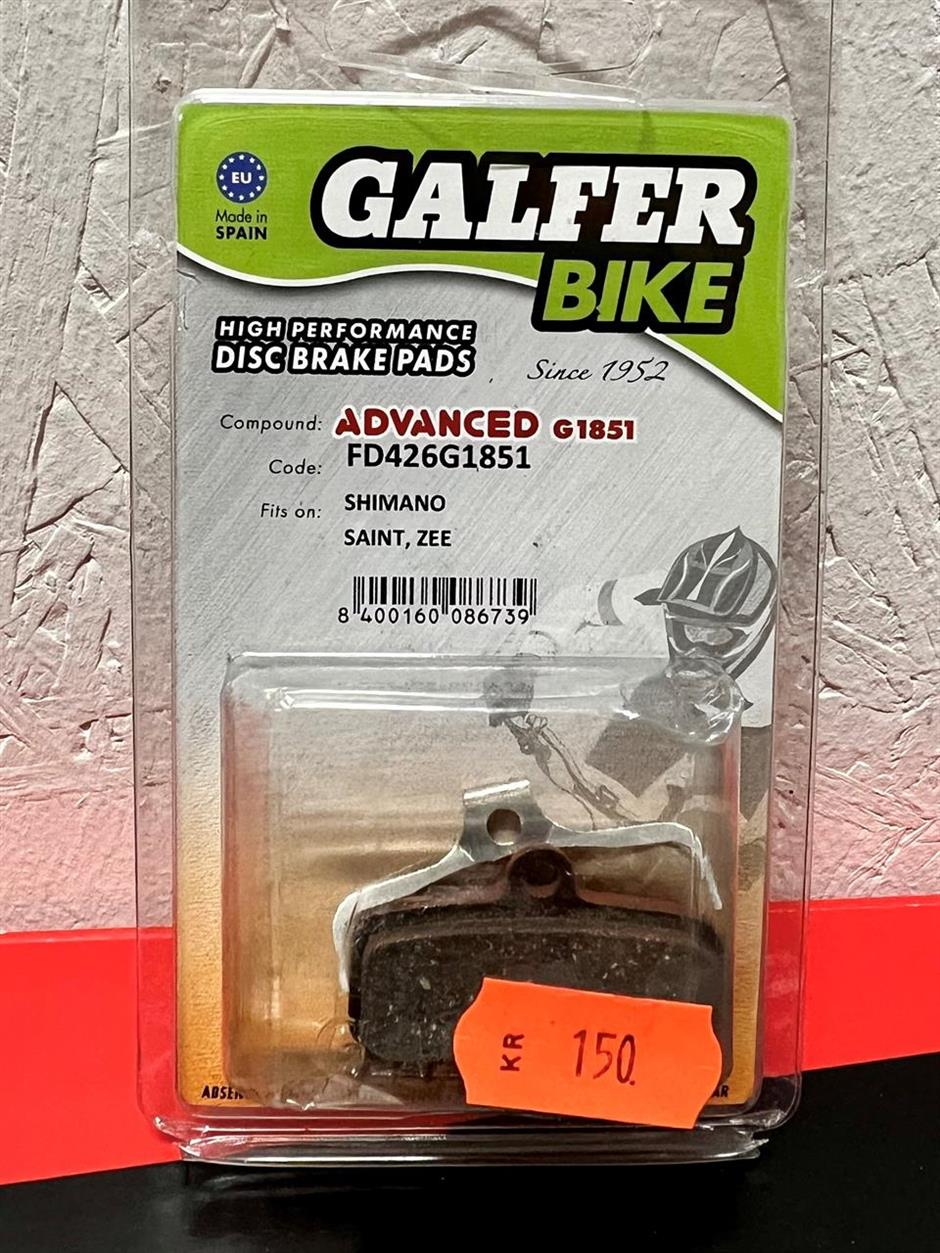 EU
Made in
SPAIN
GALFER
BIKE
HIGH PERFORMANCE
DISC BRAKE PADS
Since 1952
Compound: ADVANCED G1851
Code: FD426G1851
Fits on: SHIMANO
SAINT, ZEE
8 400160 086739
KR 150.